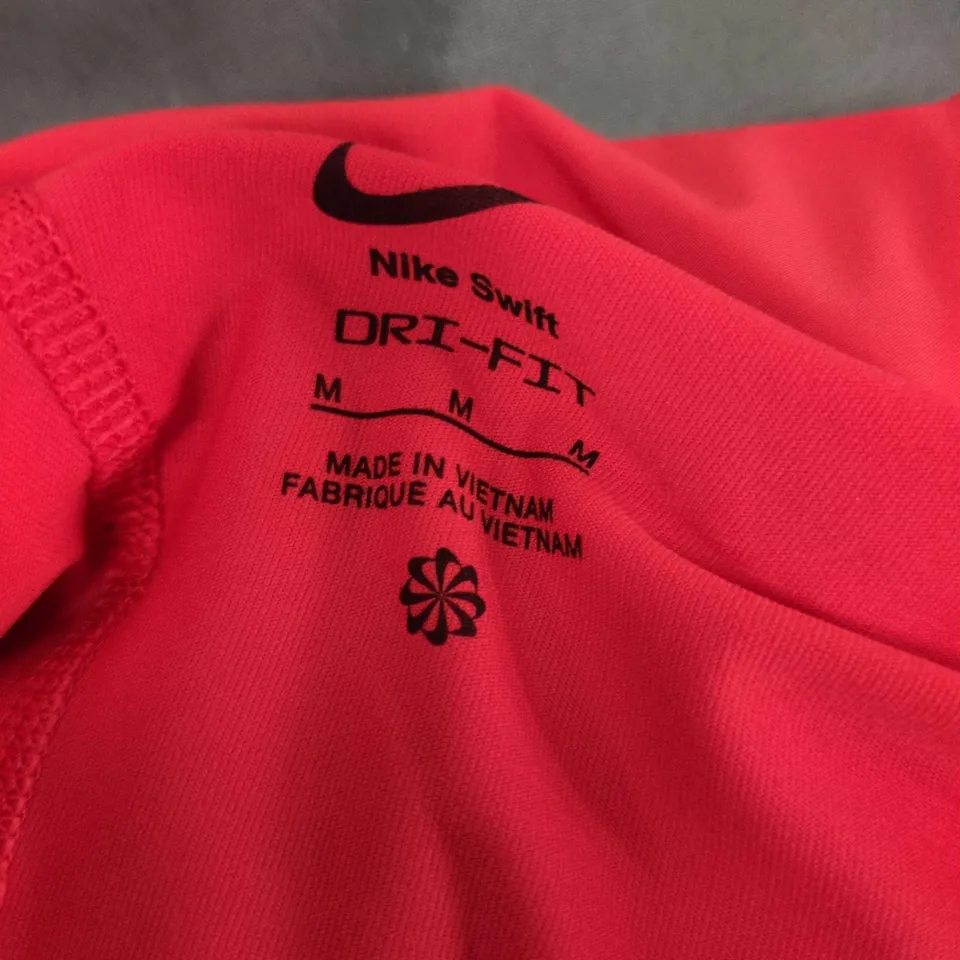 Nike Swift
DRI-FIT
M M M
MADE IN VIETNAM
FABRIQUE AU VIETNAM